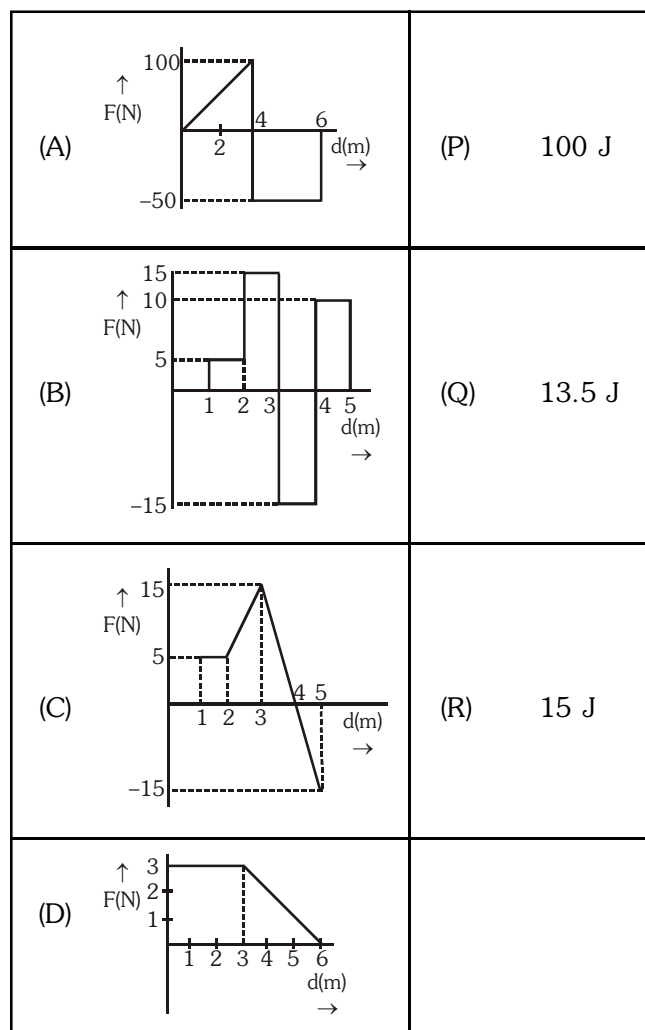 100
↑
F(N)
(A)
4
6
2
d(m)
→
–50
(P) 100 J
15
↑
10
F(N)
5
(B)
1 2 3 4 5
d(m)
→
–15
(Q) 13.5 J
15
↑
F(N)
5
(C)
4 5
1 2 3
d(m)
→
–15
(R) 15 J
3
↑
2
F(N)
1
(D)
1 2 3 4 5 6
d(m)
→